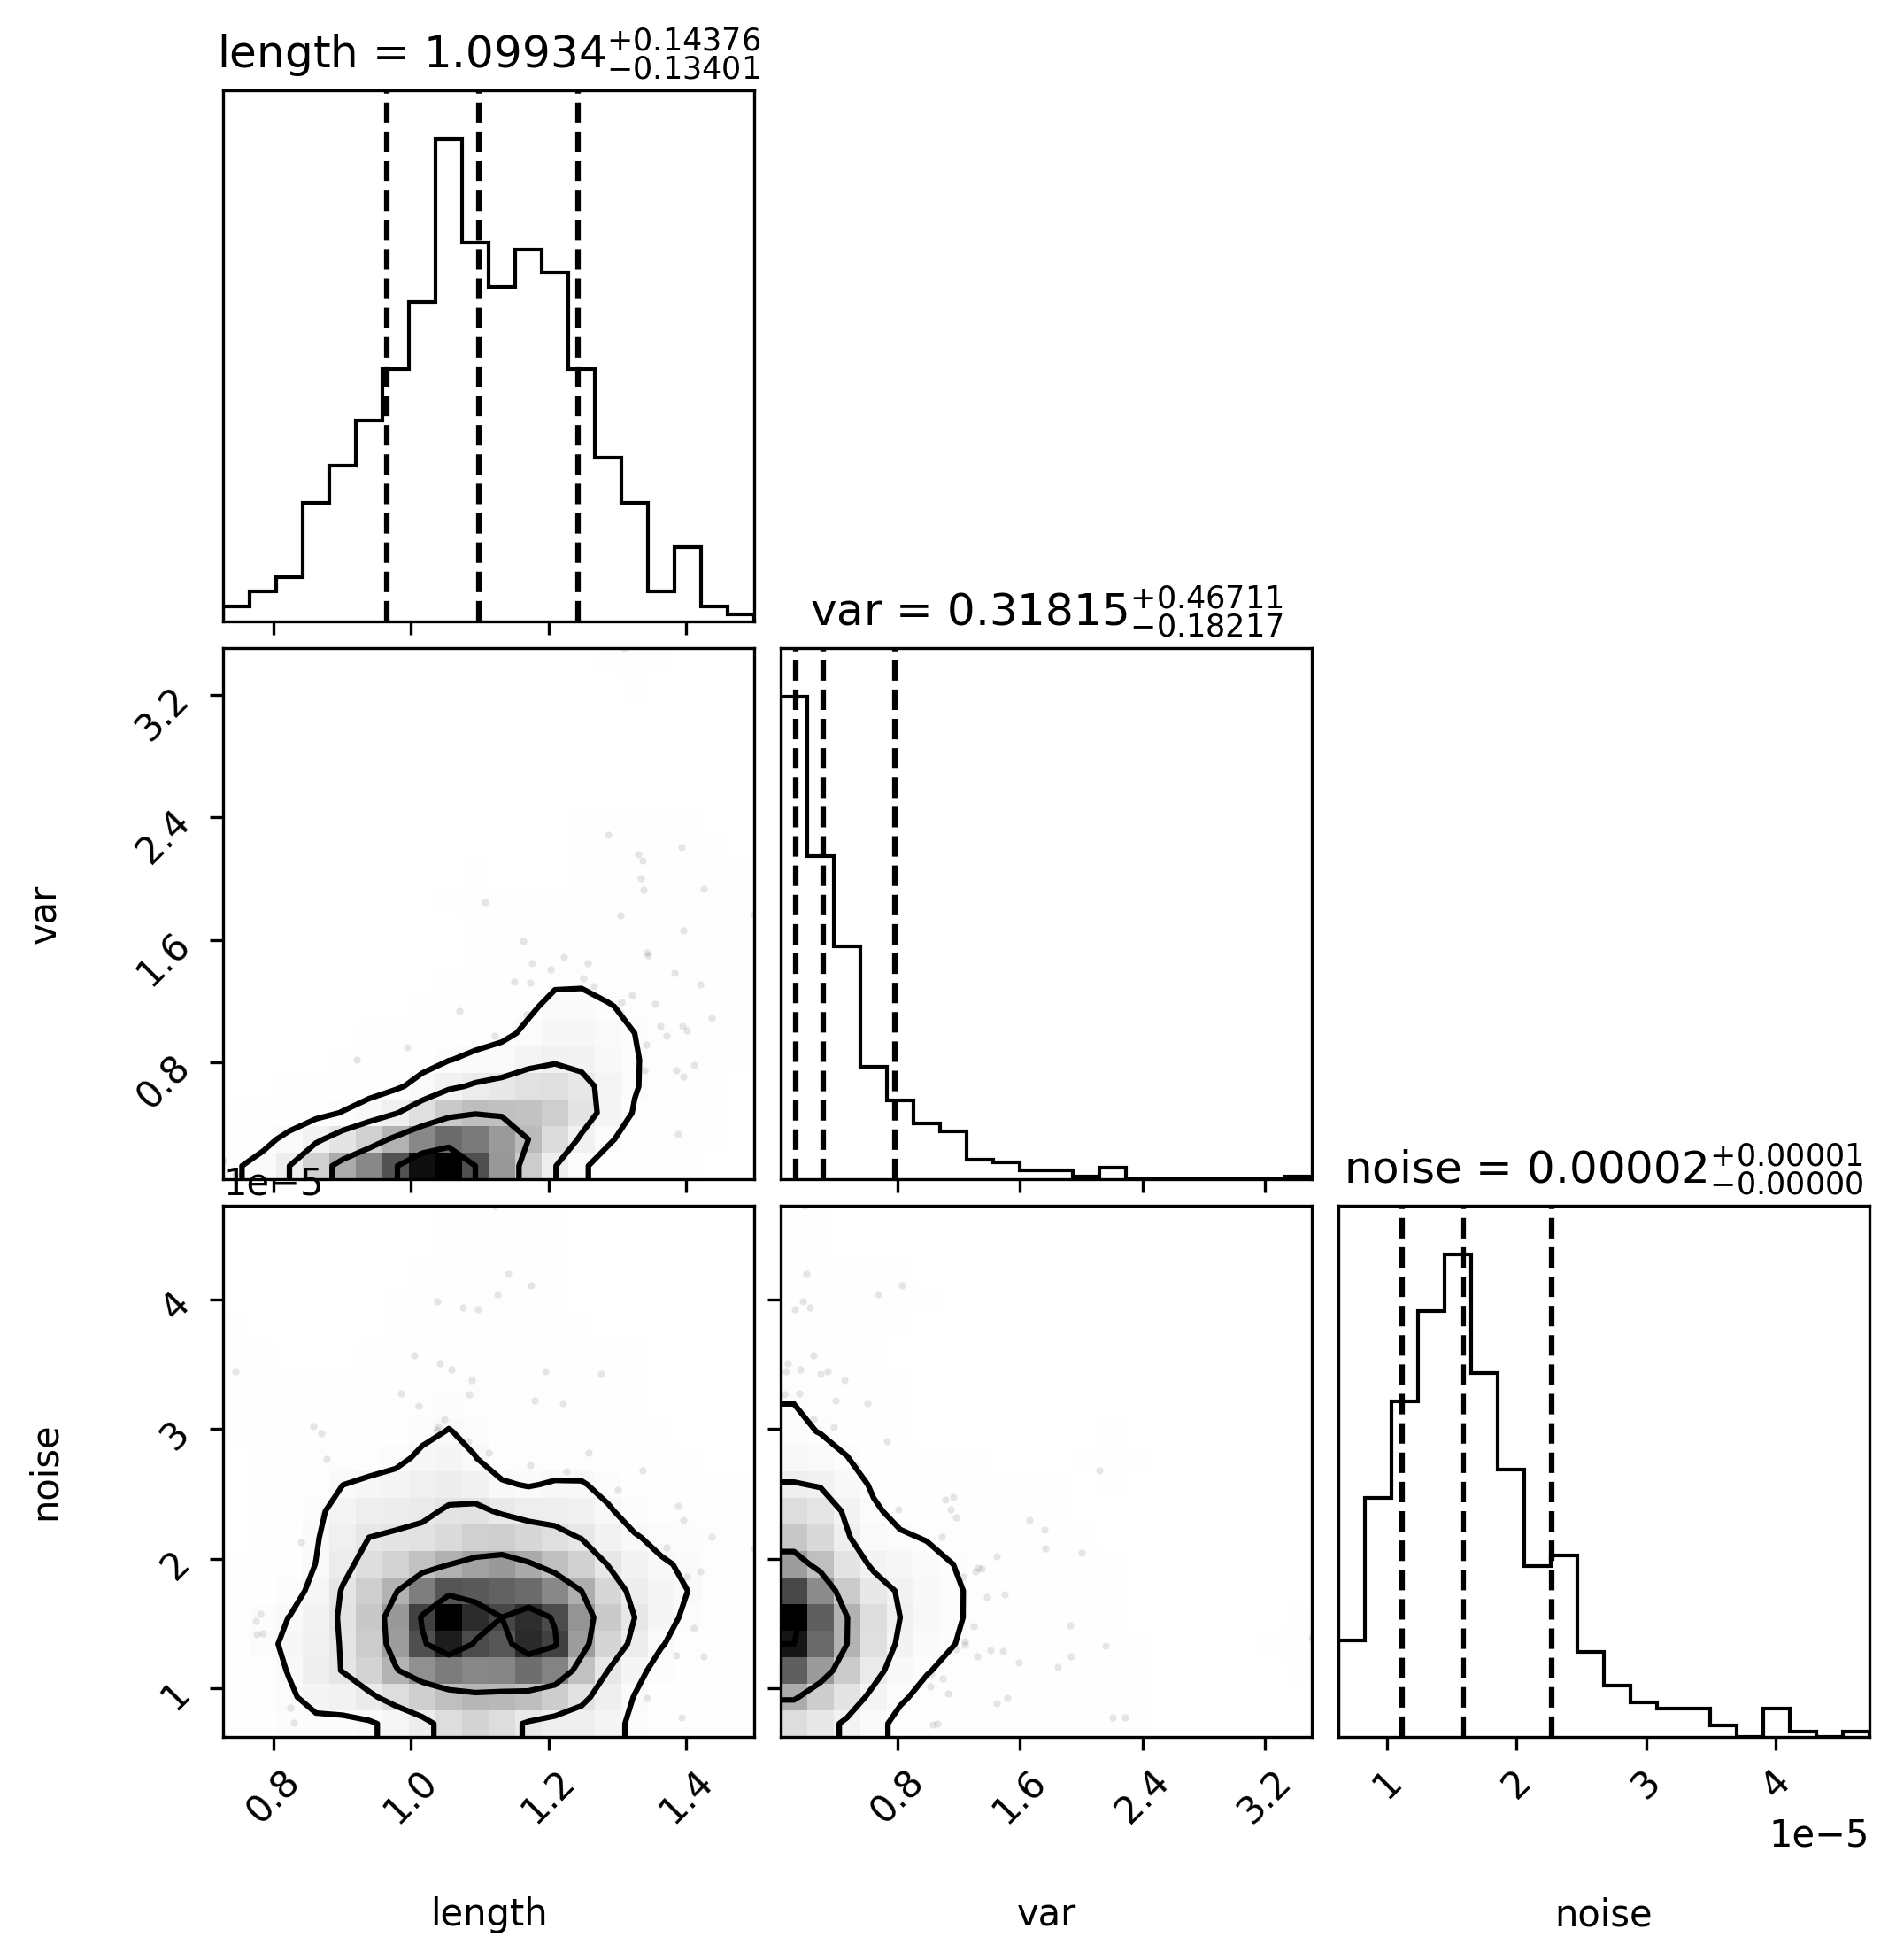 length = 1.09934 +0.14376 −0.13401
var = 0.31815 +0.46711 −0.18217
3.2
2.4
1.6
0.8
var
noise = 0.00002 +0.00001 −0.00000
1e−5
4
3
2
1
noise
0.8 1.0 1.2 1.4
0.8 1.6 2.4 3.2
1 2 3 4
1e−5
length var noise